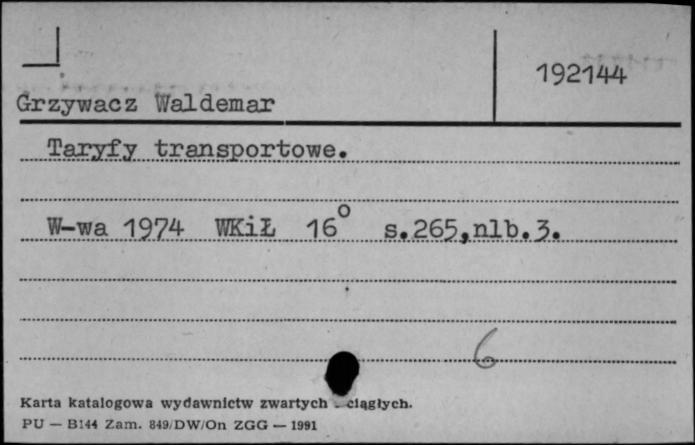 192144
Grzywacz Waldemar
Taryfy transportowe.
W-wa 1974 WKiŁ 16° s.265,nlb.3.
6
Karta katalogowa wydawnictw zwartych ciągłych.
PU — B144 Zam. 849/DW/On ZGG — 1991